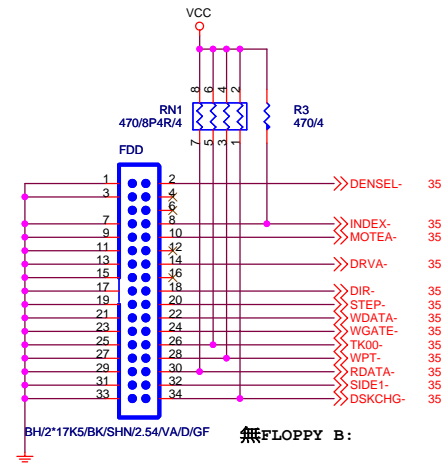 VCC
8 6 4 2
RN1
470/8P4R/4
R3
470/4
7 5 3 1
FDD
1 2 DENSEL- 35
3 4
6
7 8 INDEX- 35
9 10 MOTEA- 35
11 12
13 14 DRVA- 35
15 16
17 18 DIR- 35
19 20 STEP- 35
21 22 WDATA- 35
23 24 WGATE- 35
25 26 TK00- 35
27 28 WPT- 35
29 30 RDATA- 35
31 32 SIDE1- 35
33 34 DSKCHG- 35
BH/2*17K5/BK/SHN/2.54/VA/D/GF
無FLOPPY B: